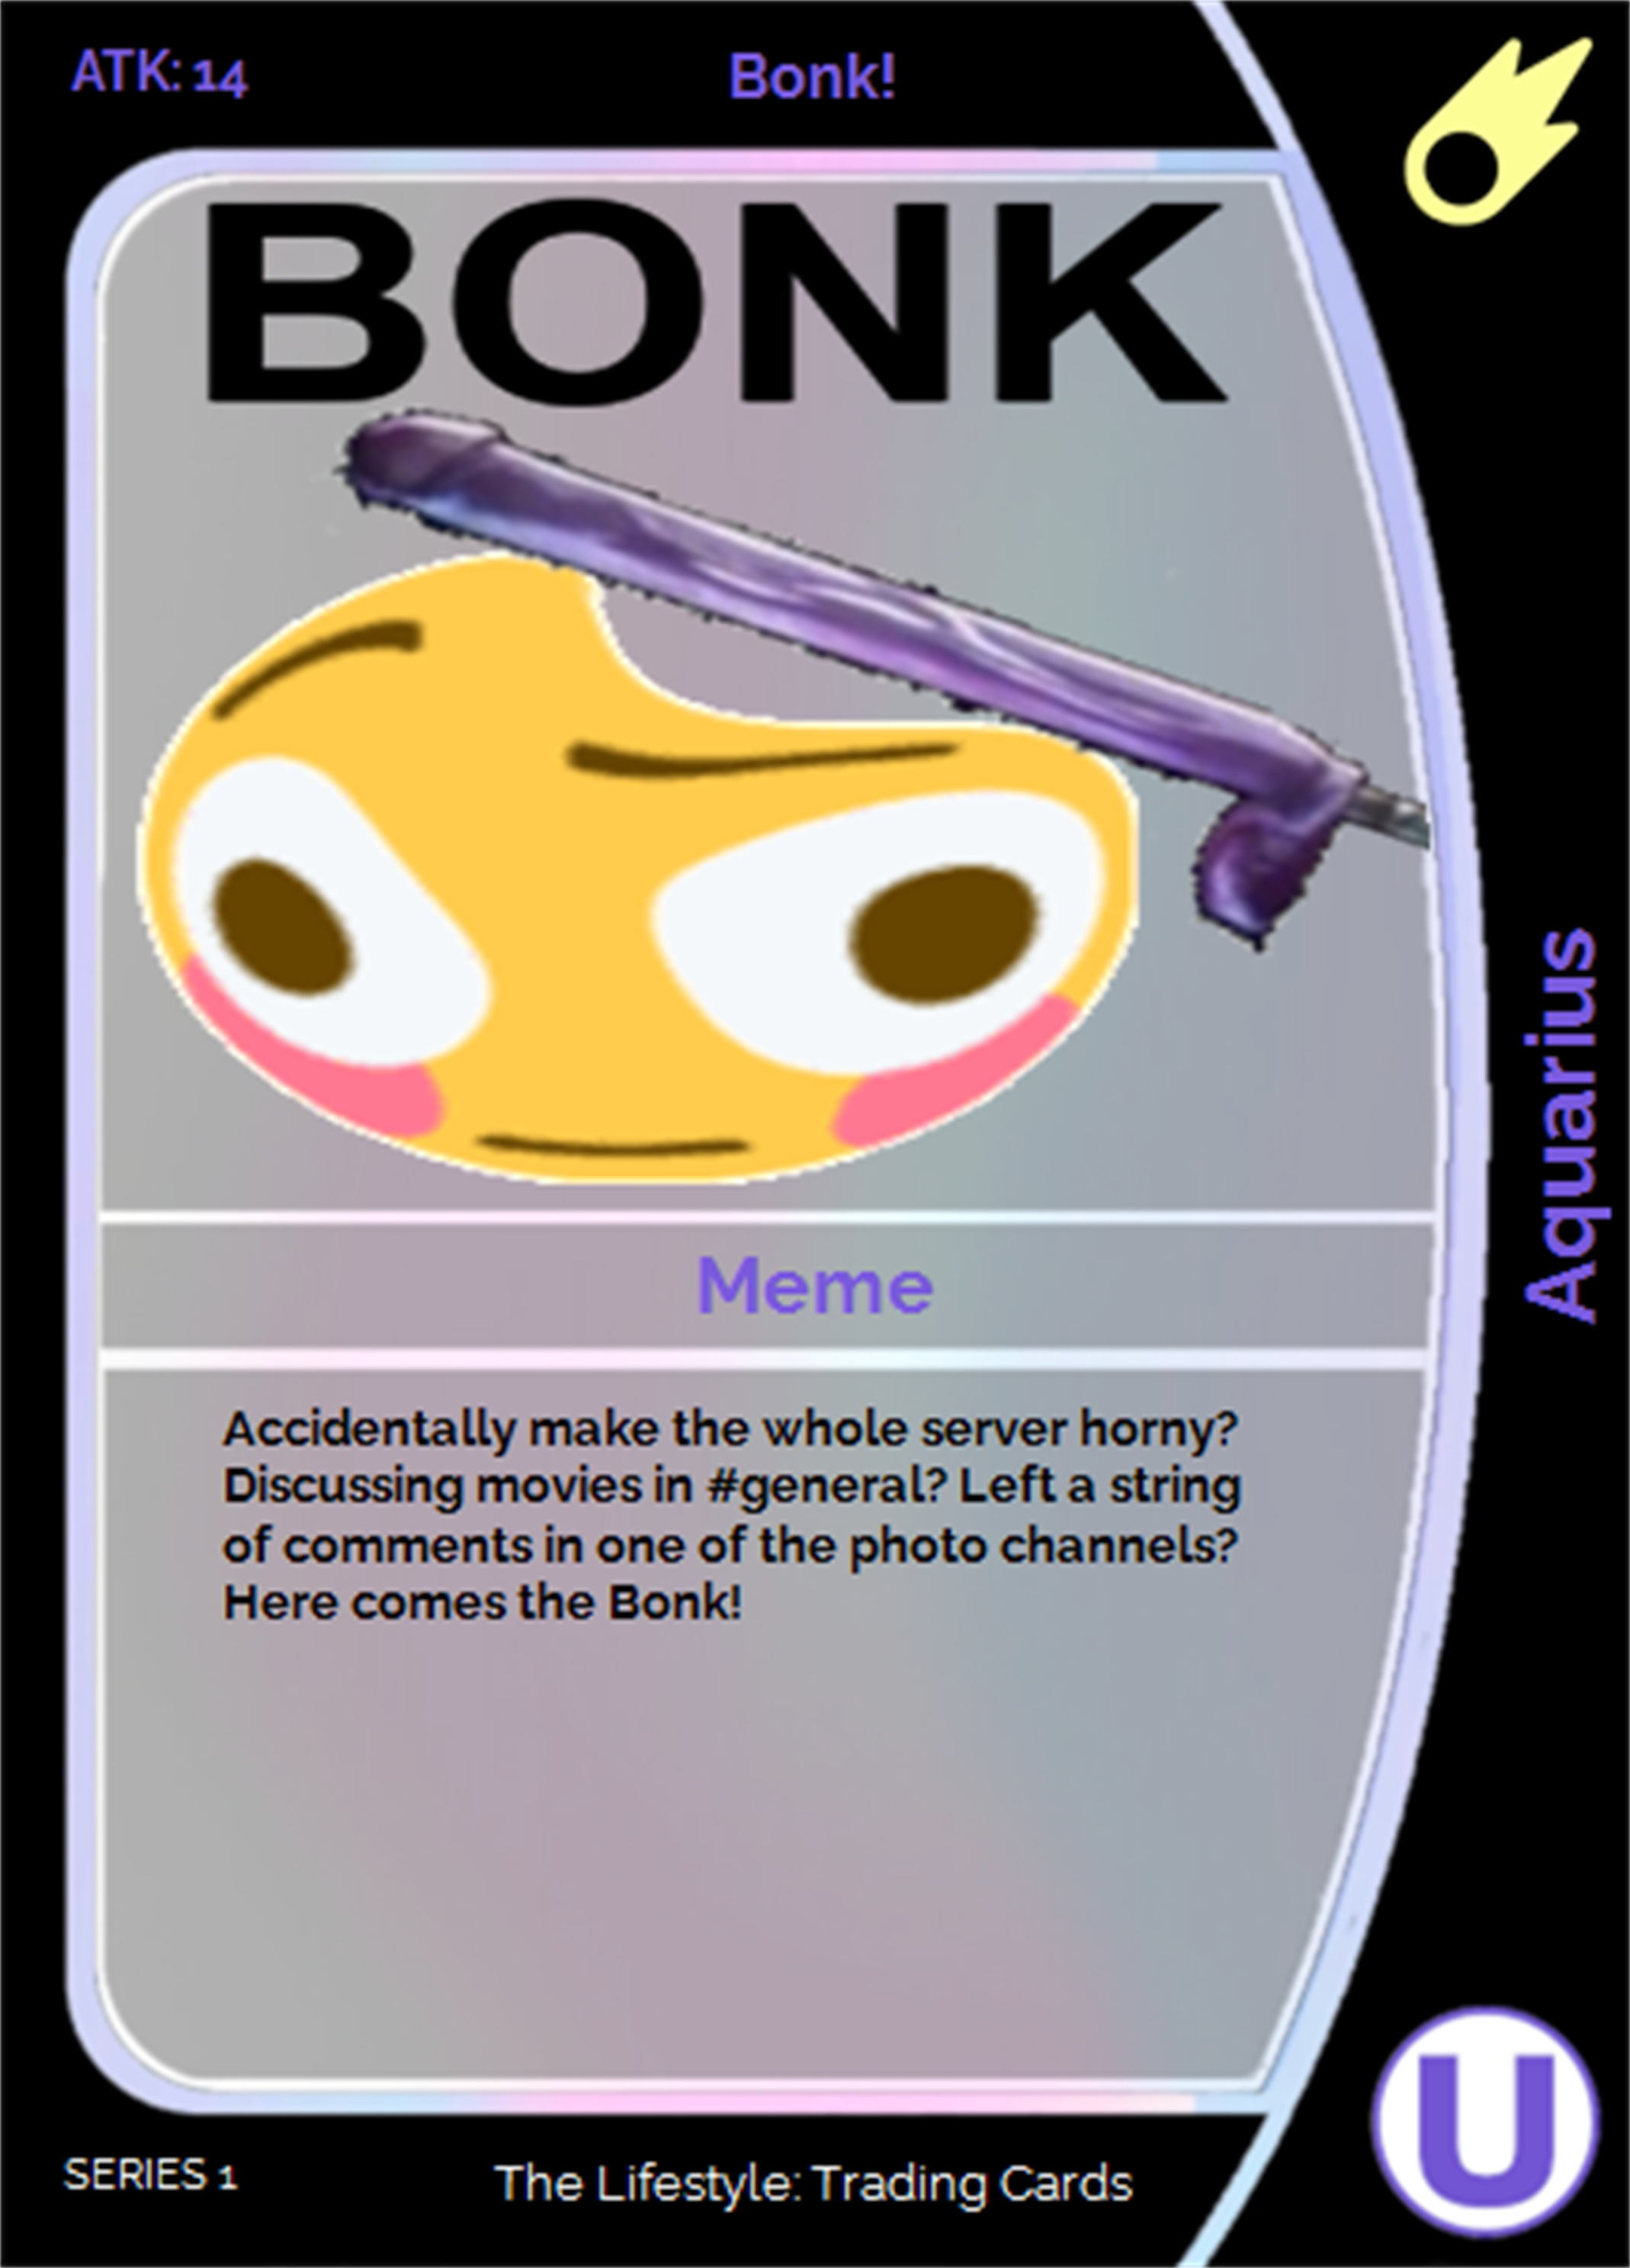 ATK: 14
Bonk!
BONK
Aquarius
Meme
Accidentally make the whole server horny?
Discussing movies in #general? Left a string
of comments in one of the photo channels?
Here comes the Bonk!
SERIES 1
The Lifestyle: Trading Cards
U